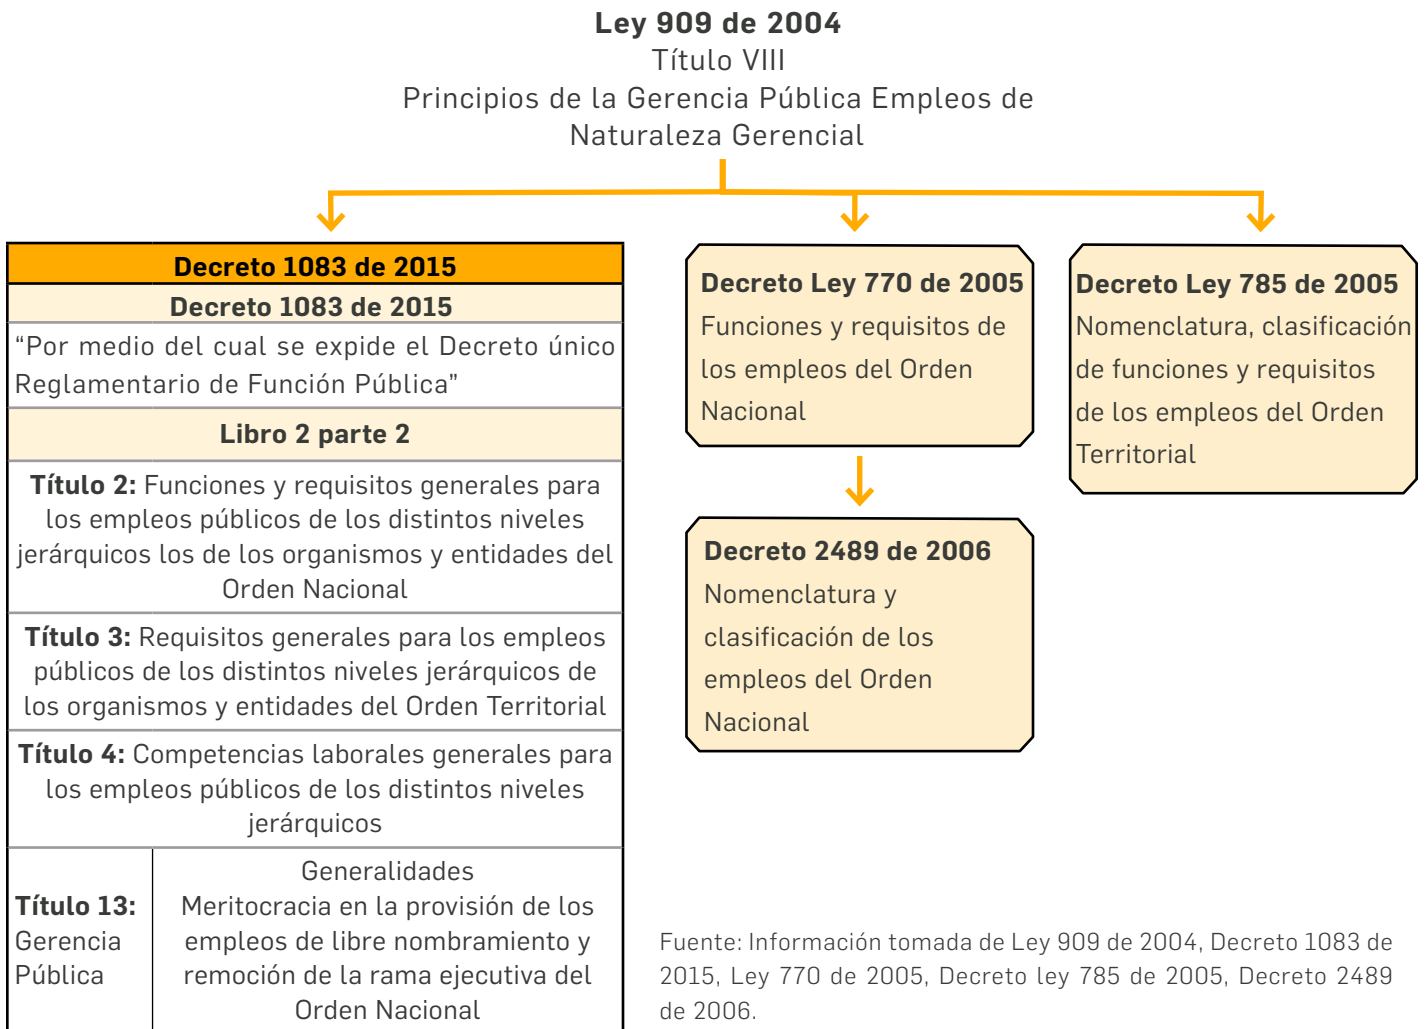 Ley 909 de 2004
Título VIII
Principios de la Gerencia Pública Empleos de
Naturaleza Gerencial
Decreto 1083 de 2015
Decreto 1083 de 2015
“Por medio del cual se expide el Decreto único
Reglamentario de Función Pública”
Libro 2 parte 2
Título 2: Funciones y requisitos generales para
los empleos públicos de los distintos niveles
jerárquicos los de los organismos y entidades del
Orden Nacional
Título 3: Requisitos generales para los empleos
públicos de los distintos niveles jerárquicos de
los organismos y entidades del Orden Territorial
Título 4: Competencias laborales generales para
los empleos públicos de los distintos niveles
jerárquicos
Título 13:
Gerencia
Pública
Generalidades
Meritocracia en la provisión de los
empleos de libre nombramiento y
remoción de la rama ejecutiva del
Orden Nacional
Decreto Ley 770 de 2005
Funciones y requisitos de
los empleos del Orden
Nacional
Decreto 2489 de 2006
Nomenclatura y
clasificación de los
empleos del Orden
Nacional
Decreto Ley 785 de 2005
Nomenclatura, clasificación
de funciones y requisitos
de los empleos del Orden
Territorial
Fuente: Información tomada de Ley 909 de 2004, Decreto 1083 de
2015, Ley 770 de 2005, Decreto ley 785 de 2005, Decreto 2489
de 2006.